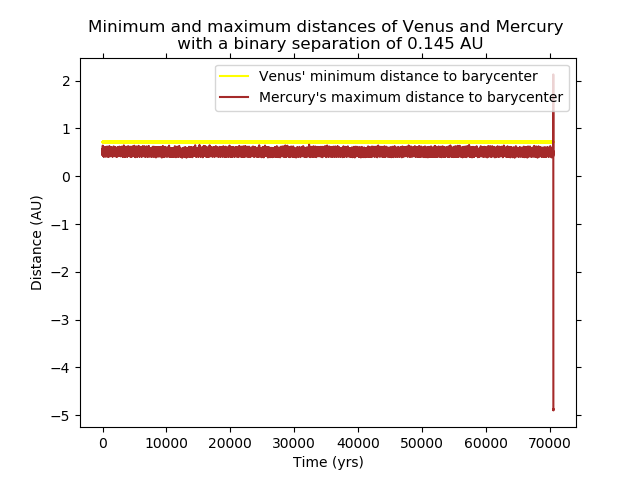 Minimum and maximum distances of Venus and Mercury
with a binary separation of 0.145 AU
Venus' minimum distance to barycenter
Mercury's maximum distance to barycenter
Distance (AU)
2
1
0
−1
−2
−3
−4
−5
0 10000 20000 30000 40000 50000 60000 70000
Time (yrs)